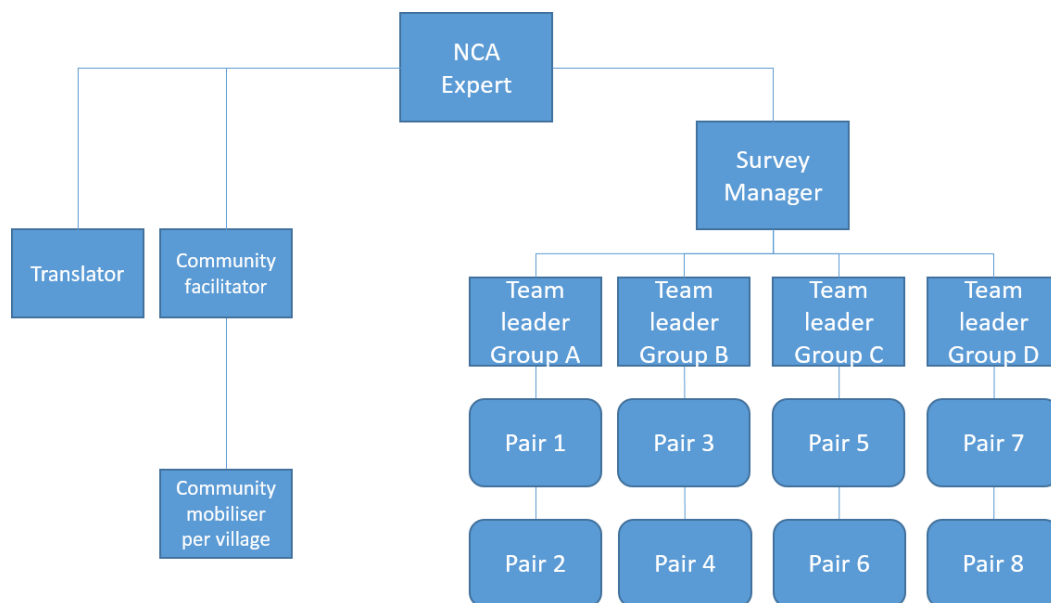 NCA
Expert
Survey
Manager
Translator
Community
facilitator
Team
leader
Group A
Team
leader
Group B
Team
leader
Group C
Team
leader
Group D
Pair 1
Pair 3
Pair 5
Pair 7
Community
mobiliser
per village
Pair 2
Pair 4
Pair 6
Pair 8